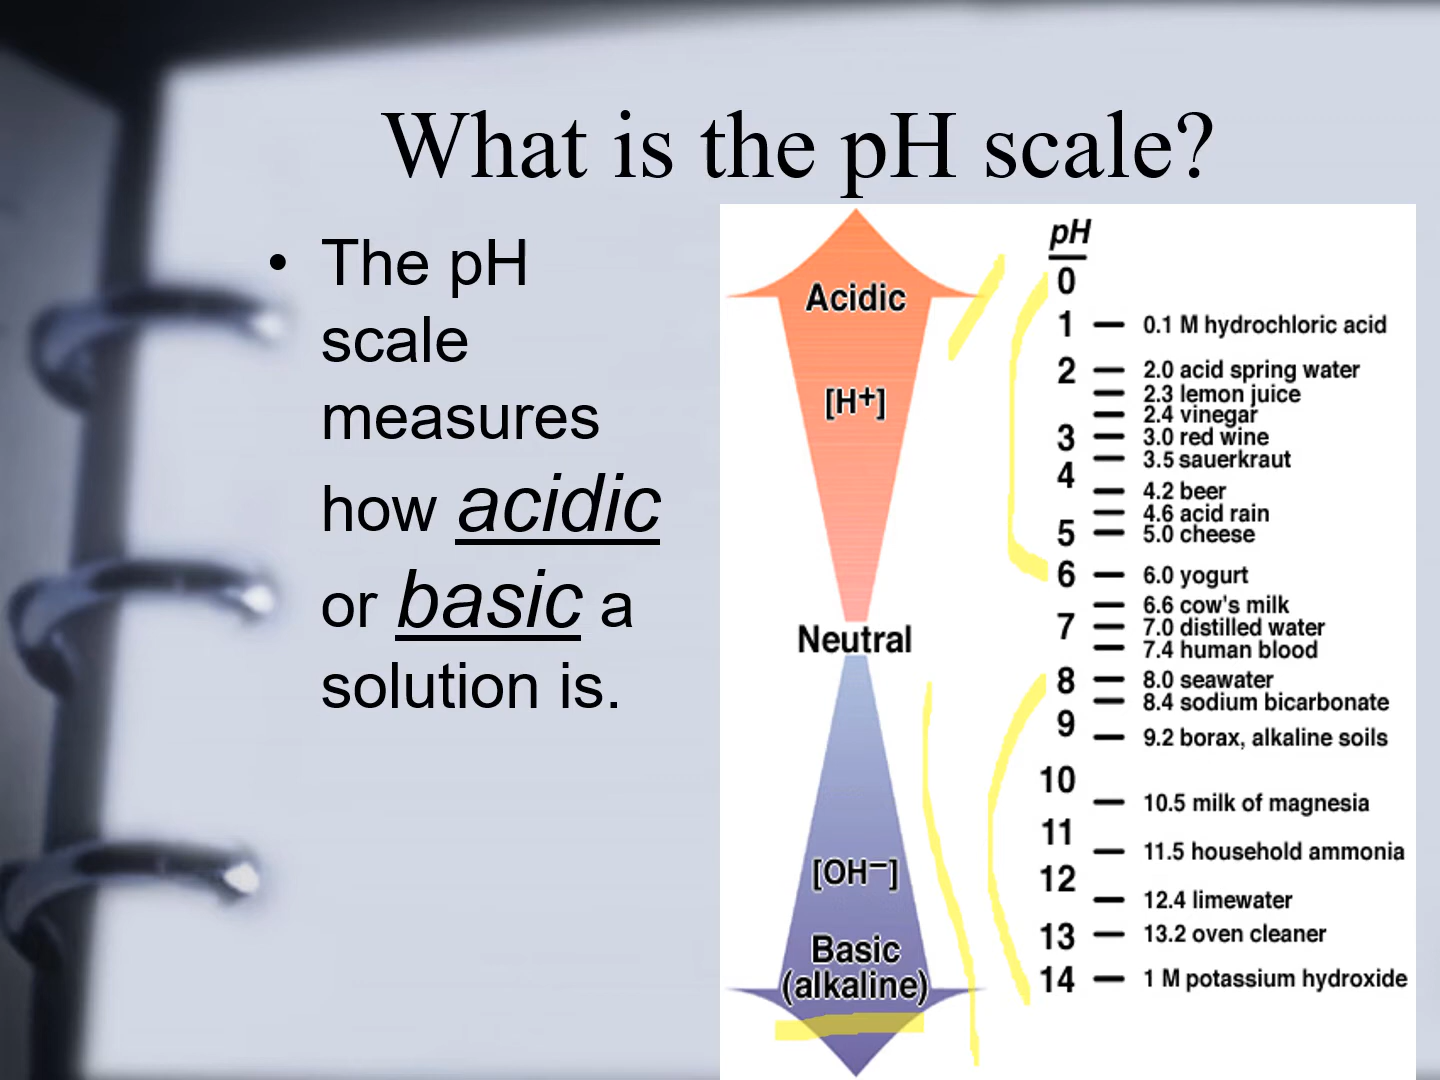 What is the pH scale?
• The pH
scale
measures
how acidic
or basic a
solution is.
Acidic
[H+]
Neutral
[OH−]
Basic
(alkaline)
pH
0
1 0.1 M hydrochloric acid
2 2.0 acid spring water
2.3 lemon juice
2.4 vinegar
3 3.0 red wine
3.5 sauerkraut
4
4.2 beer
4.6 acid rain
5 5.0 cheese
6 6.0 yogurt
6.6 cow's milk
7 7.0 distilled water
7.4 human blood
8 8.0 seawater
8.4 sodium bicarbonate
9
9.2 borax, alkaline soils
10
10.5 milk of magnesia
11
11.5 household ammonia
12
12.4 limewater
13 13.2 oven cleaner
14 1 M potassium hydroxide